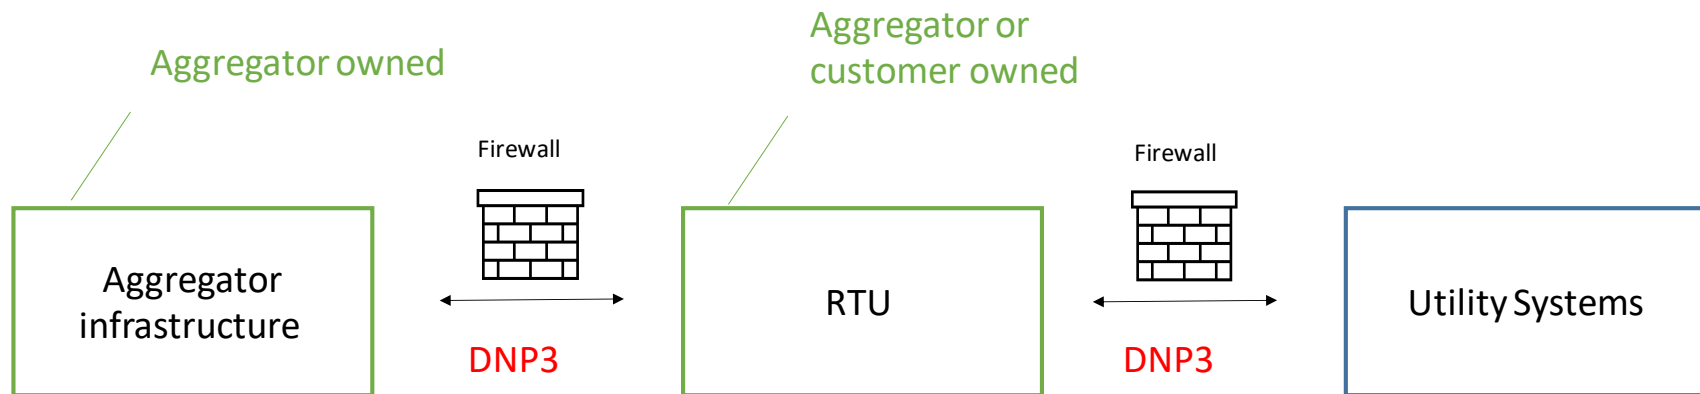 Aggregator owned
Aggregator or
customer owned
Firewall
Firewall
Aggregator
infrastructure
DNP3
RTU
DNP3
Utility Systems